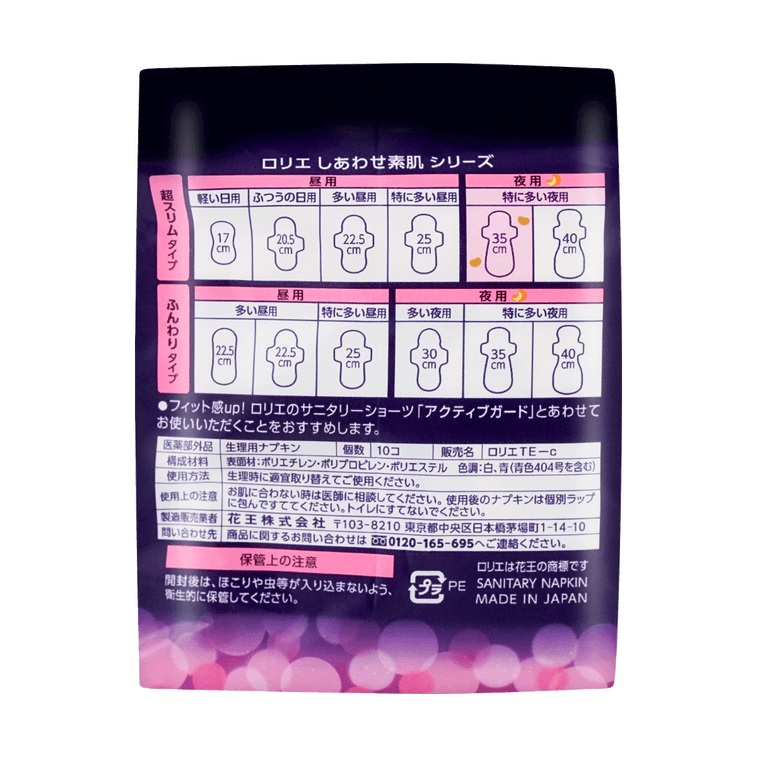 ロリエ しあわせ素肌 シリーズ
超スリムタイプ
昼用
夜用
軽い日用 ふつうの日用 多い昼用 特に多い昼用 特に多い夜用
17cm 20.5cm 22.5cm 25cm 35cm 40cm
ふんわりタイプ
昼用
夜用
多い昼用 特に多い昼用 多い夜用 特に多い夜用
22.5cm 22.5cm 25cm 30cm 35cm 40cm
●フィット感up! ロリエのサニタリーショーツ「アクティブガード」とあわせて
お使いいただくことをおすすめします。
医薬部外品 生理用ナプキン 個数 10コ 販売名 ロリエTE-c
構成材料 表面材:ポリエチレン・ポリプロピレン・ポリエステル 色調:白、青(青色404号を含む)
使用方法 生理時に適宜取り替えてご使用ください。
使用上の注意 お肌に合わない時は医師に相談してください。使用後のナプキンは個別ラップ
に包んですててください。トイレにすてないでください。
製造販売業者 花王株式会社 〒103-8210 東京都中央区日本橋茅場町1-14-10
問い合わせ先 商品に関するお問い合わせは 0120-165-695へご連絡ください。
保管上の注意
開封後は、ほこりや虫等が入り込まないよう、
衛生的に保管してください。
プラ PE
ロリエは花王の商標です
SANITARY NAPKIN
MADE IN JAPAN